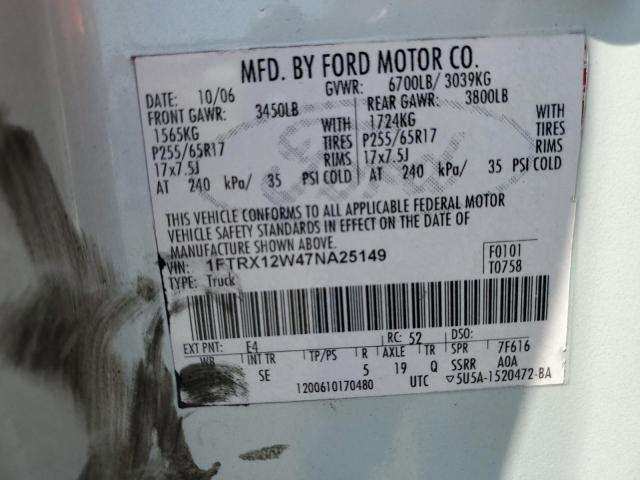 MFD. BY FORD MOTOR CO.
DATE: 10/06 GVWR: 6700LB/ 3039KG
FRONT GAWR: 3450LB REAR GAWR: 3800LB
1565KG WITH 1724KG WITH
P255/65R17 TIRES P255/65R17 TIRES
17x7.5J RIMS 17x7.5J RIMS
AT 240 kPa/ 35 PSI COLD AT 240 kPa/ 35 PSI COLD
THIS VEHICLE CONFORMS TO ALL APPLICABLE FEDERAL MOTOR
VEHICLE SAFETY STANDARDS IN EFFECT ON THE DATE OF
MANUFACTURE SHOWN ABOVE.
VIN: 1FTRX12W47NA25149 F0101
TYPE: Truck T0758
EXT PNT: E4 RC: 52 DSO:
WB INT TR TP/PS R AXLE TR SPR 7F616
SE 5 19 Q SSRR A0A
1200610170480 UTC ▽5U5A-1520472-BA